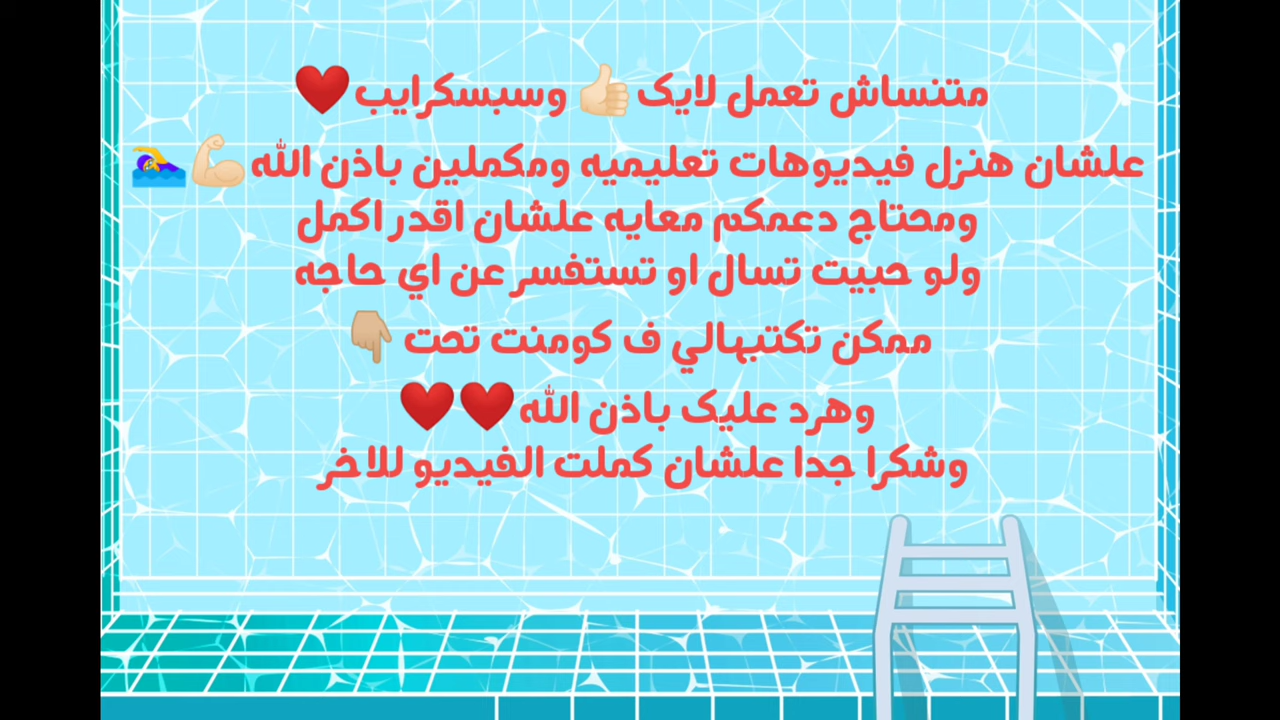 متنساش تعمل لايك 👍🏻 وسبسكرايب ❤️
علشان هنزل فيديوهات تعليميه ومكملين باذن الله 💪🏻🏊‍♀️
ومحتاج دعمكم معايه علشان اقدر اكمل
ولو حبيت تسال او تستفسر عن اي حاجه
ممكن تكتبهالي ف كومنت تحت 👇🏼
وهرد عليك باذن الله ❤️❤️
وشكرا جدا علشان كملت الفيديو للاخر